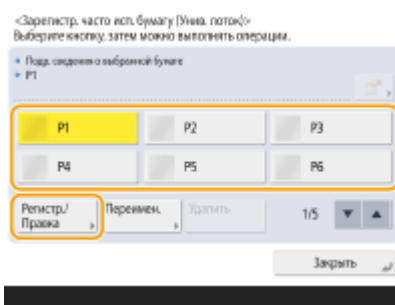 <Зарегистр. часто исп. бумагу (Унив. лоток)>
Выберите кнопку, затем можно выполнять операции.
Подр. сведения о выбранной бумаге
P1
P1
P2
P3
P4
P5
P6
Регистр./
Правка
Переимен.
Удалить
1/5
Закрыть